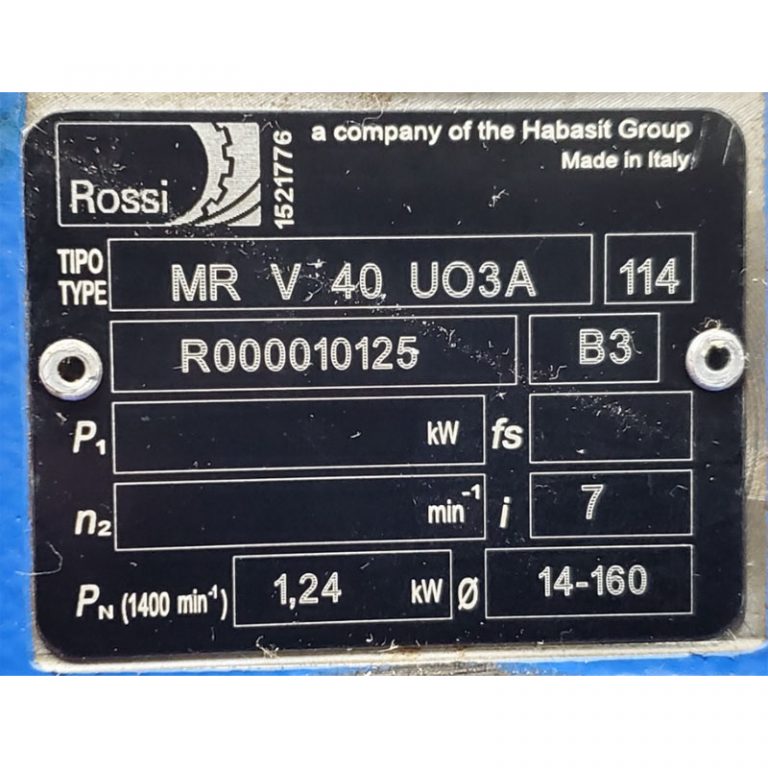 Rossi
1521776
a company of the Habasit Group
Made in Italy
TIPO
TYPE
MR V 40 UO3A
114
R000010125
B3
P₁ kW fs
n₂ min⁻¹ i 7
Pₙ (1400 min⁻¹) 1,24 kW Ø 14-160